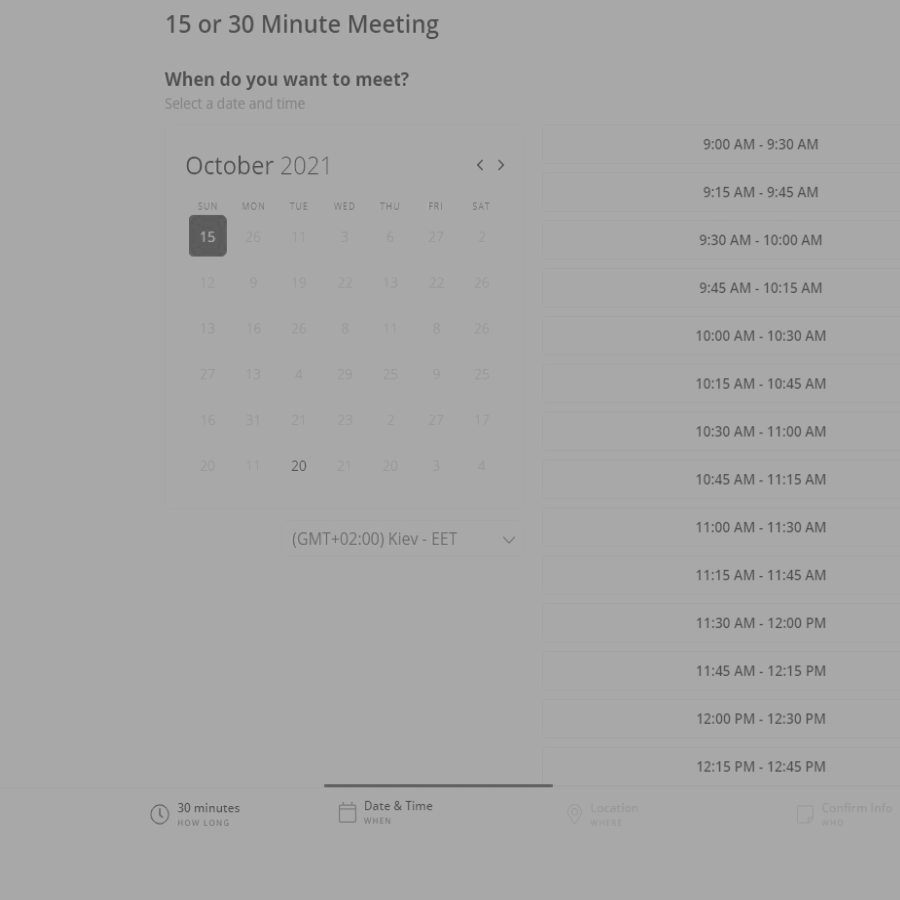 15 or 30 Minute Meeting
When do you want to meet?
Select a date and time
October 2021
SUN MON TUE WED THU FRI SAT
15 26 11 3 6 27 2
12 9 19 22 13 22 26
13 16 26 8 11 8 26
27 13 4 29 25 9 25
16 31 21 23 2 27 17
20 11 20 21 20 3 4
(GMT+02:00) Kiev - EET
9:00 AM - 9:30 AM
9:15 AM - 9:45 AM
9:30 AM - 10:00 AM
9:45 AM - 10:15 AM
10:00 AM - 10:30 AM
10:15 AM - 10:45 AM
10:30 AM - 11:00 AM
10:45 AM - 11:15 AM
11:00 AM - 11:30 AM
11:15 AM - 11:45 AM
11:30 AM - 12:00 PM
11:45 AM - 12:15 PM
12:00 PM - 12:30 PM
12:15 PM - 12:45 PM
30 minutes
HOW LONG
Date & Time
WHEN
Location
WHERE
Confirm Info
WHO